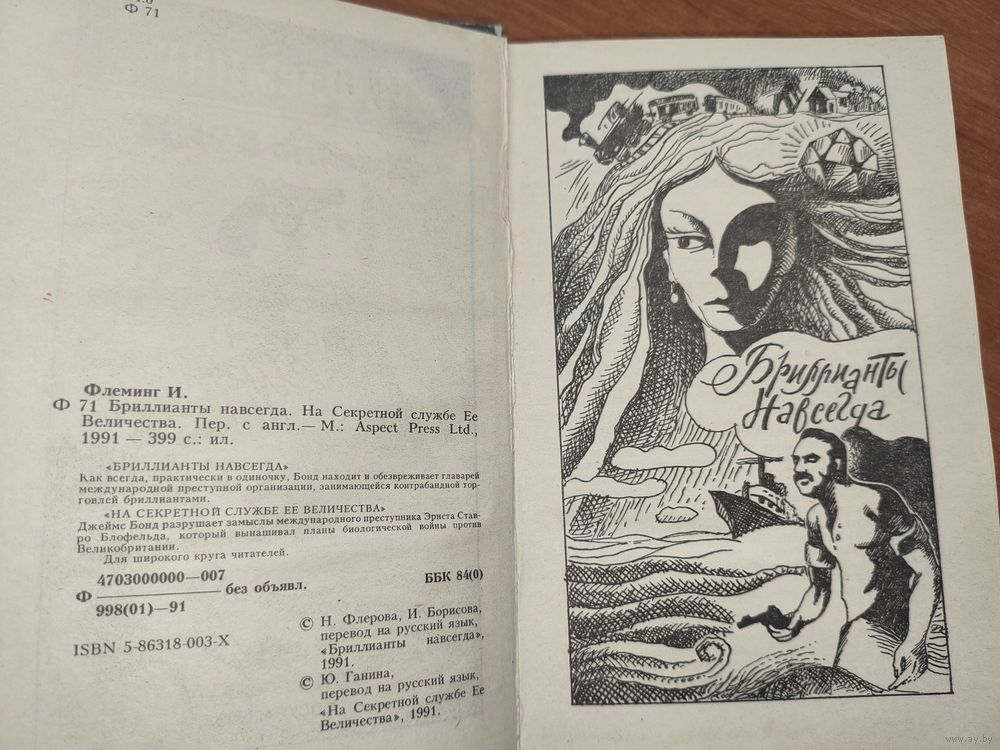 Ф 71
Флеминг И.
Ф 71 Бриллианты навсегда. На Секретной службе Ее
Величества. Пер. с англ.— М.: Aspect Press Ltd.,
1991 — 399 с.: ил.
«БРИЛЛИАНТЫ НАВСЕГДА»
Как всегда, практически в одиночку, Бонд находит и обезвреживает главарей
международной преступной организации, занимающейся контрабандной тор-
говлей бриллиантами.
«НА СЕКРЕТНОЙ СЛУЖБЕ ЕЕ ВЕЛИЧЕСТВА»
Джеймс Бонд разрушает замыслы международного преступника Эрнста Став-
ро Блофельда, который вынашивал планы биологической войны против
Великобритании.
Для широкого круга читателей.
4703000000—007
Ф ———— без объявл.
998(01)—91
ББК 84(0)
ISBN 5-86318-003-X
© Н. Флерова, И. Борисова,
перевод на русский язык,
«Бриллианты навсегда»,
1991.
© Ю. Ганина,
перевод на русский язык,
«На Секретной службе Ее
Величества», 1991.
Бриллианты
Навсегда
www.ay.by